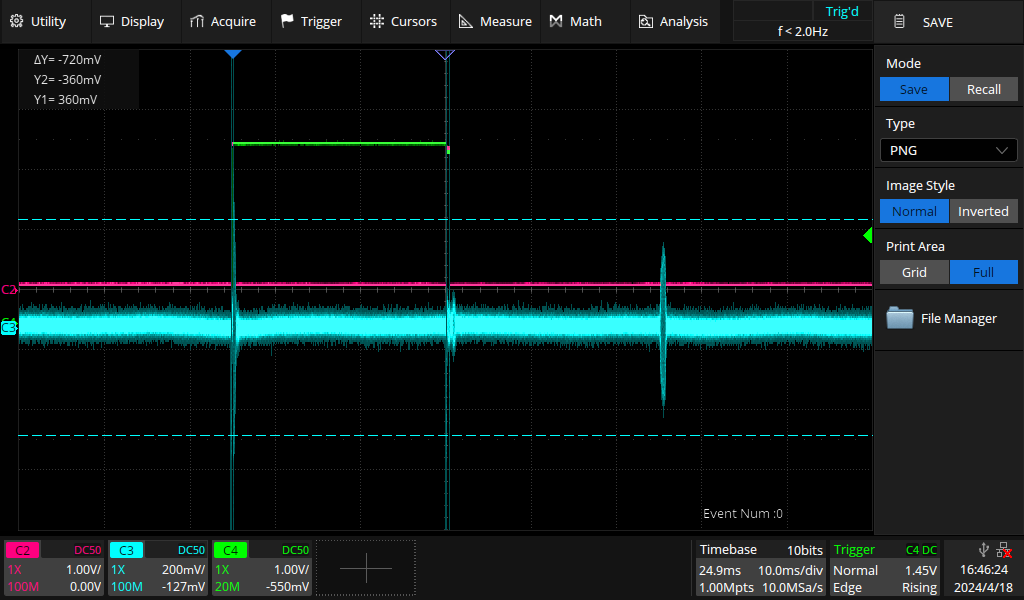 Utility Display Acquire Trigger Cursors Measure Math Analysis Trig'd SAVE
f < 2.0Hz
ΔY= -720mV
Y2= -360mV
Y1= 360mV
Mode
Save Recall
Type
PNG
Image Style
Normal Inverted
Print Area
Grid Full
File Manager
C2
C3
Event Num :0
C2 DC50 C3 DC50 C4 DC50 Timebase 10bits Trigger C4 DC
1X 1.00V/ 1X 200mV/ 1X 1.00V/ 24.9ms 10.0ms/div Normal 1.45V 16:46:24
100M 0.00V 100M -127mV 20M -550mV 1.00Mpts 10.0MSa/s Edge Rising 2024/4/18